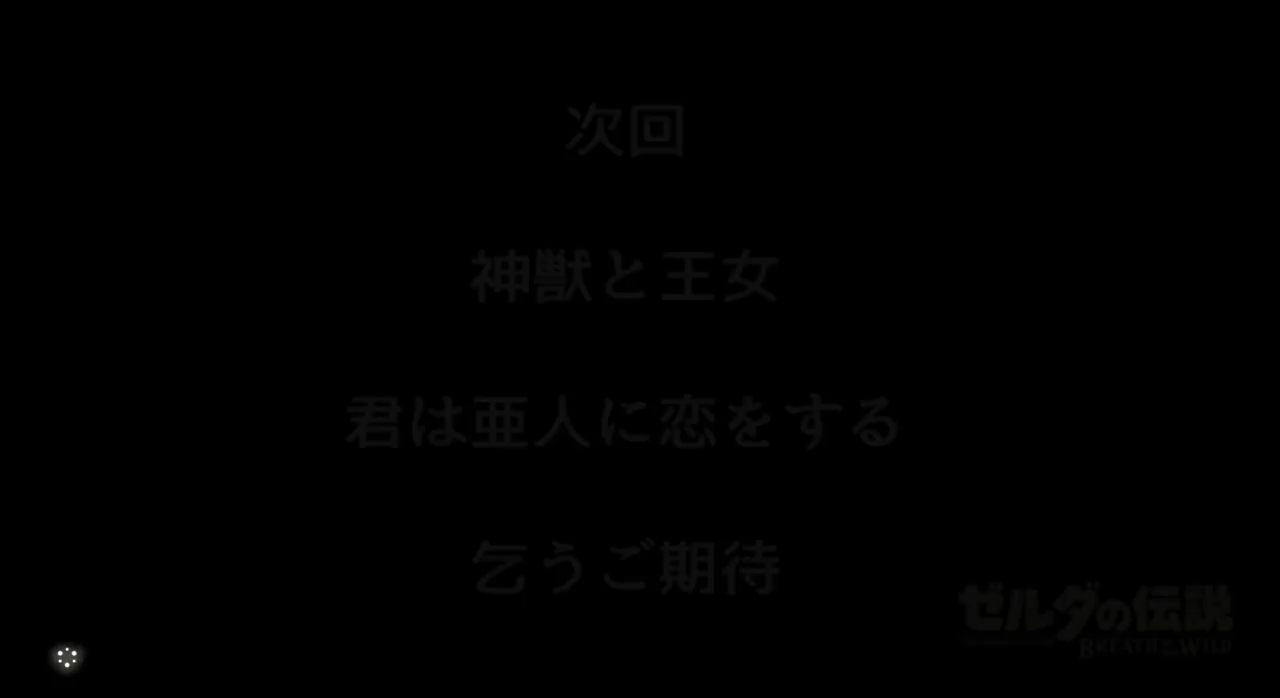 次回
神獣と王女
君は亜人に恋をする
乞うご期待
ゼルダの伝説
BREATH OF THE WILD